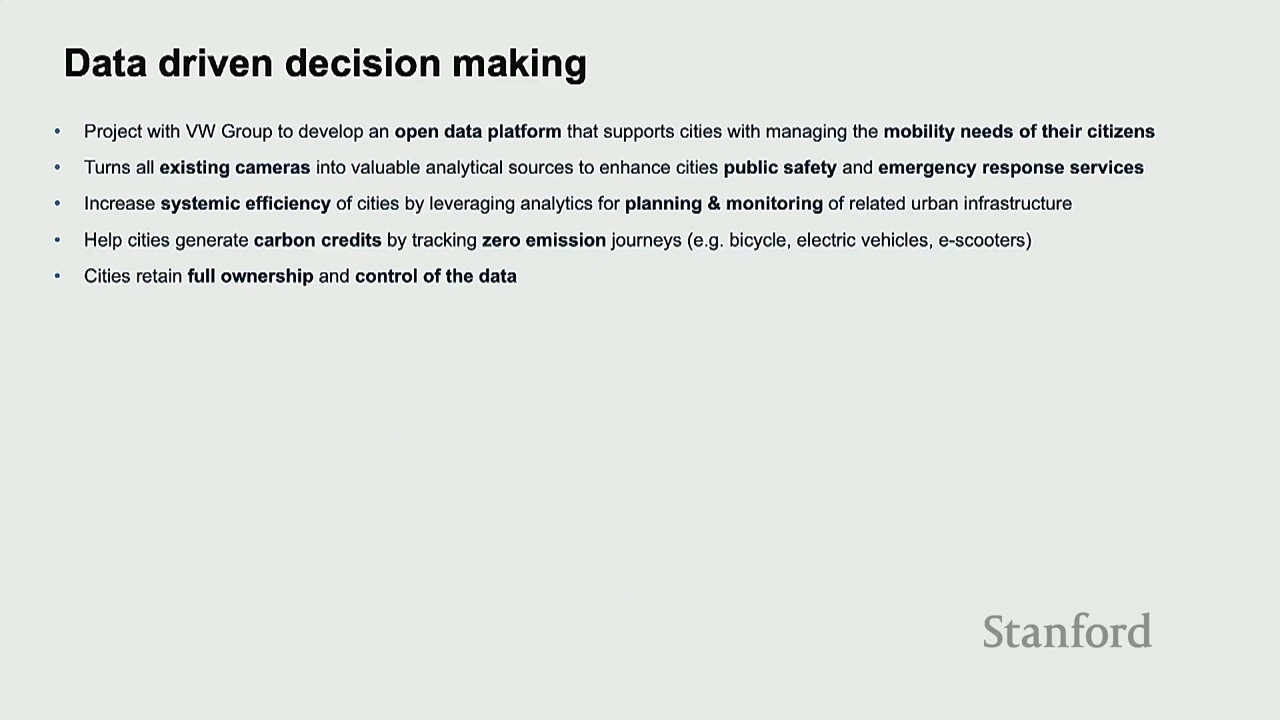 Data driven decision making
• Project with VW Group to develop an open data platform that supports cities with managing the mobility needs of their citizens
• Turns all existing cameras into valuable analytical sources to enhance cities public safety and emergency response services
• Increase systemic efficiency of cities by leveraging analytics for planning & monitoring of related urban infrastructure
• Help cities generate carbon credits by tracking zero emission journeys (e.g. bicycle, electric vehicles, e-scooters)
• Cities retain full ownership and control of the data
Stanford